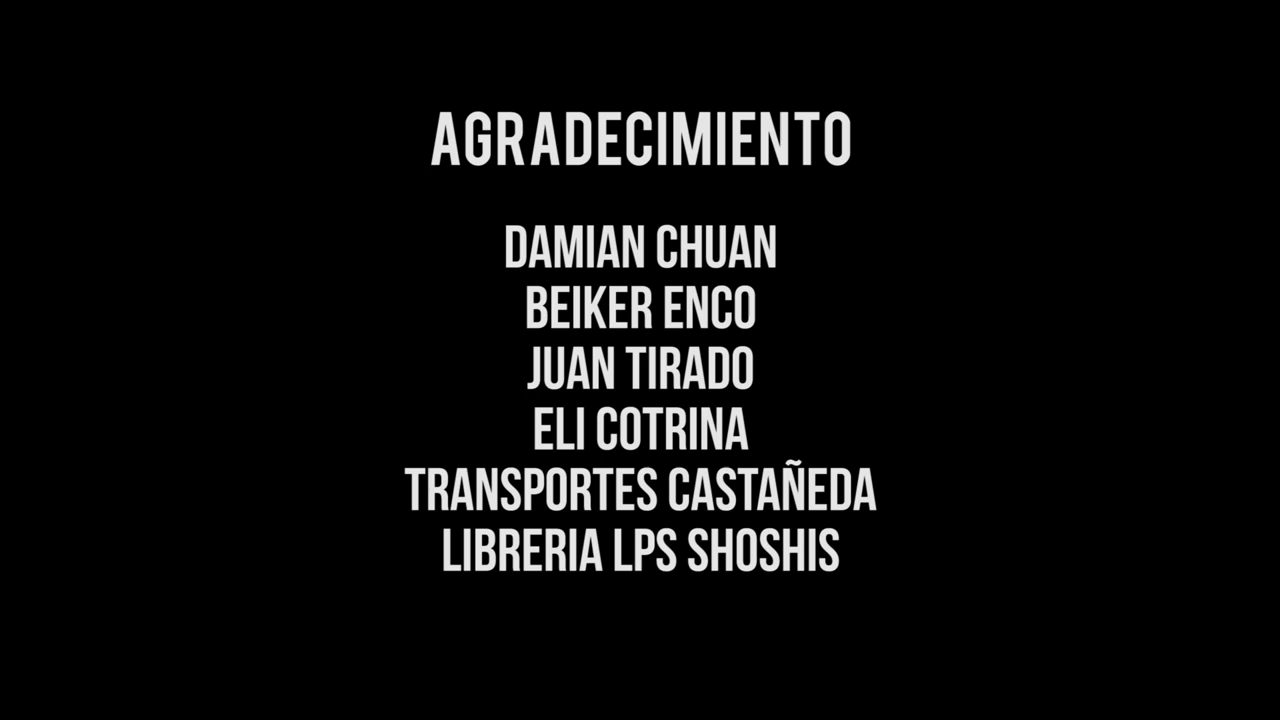 AGRADECIMIENTO
DAMIAN CHUAN
BEIKER ENCO
JUAN TIRADO
ELI COTRINA
TRANSPORTES CASTAÑEDA
LIBRERIA LPS SHOSHIS